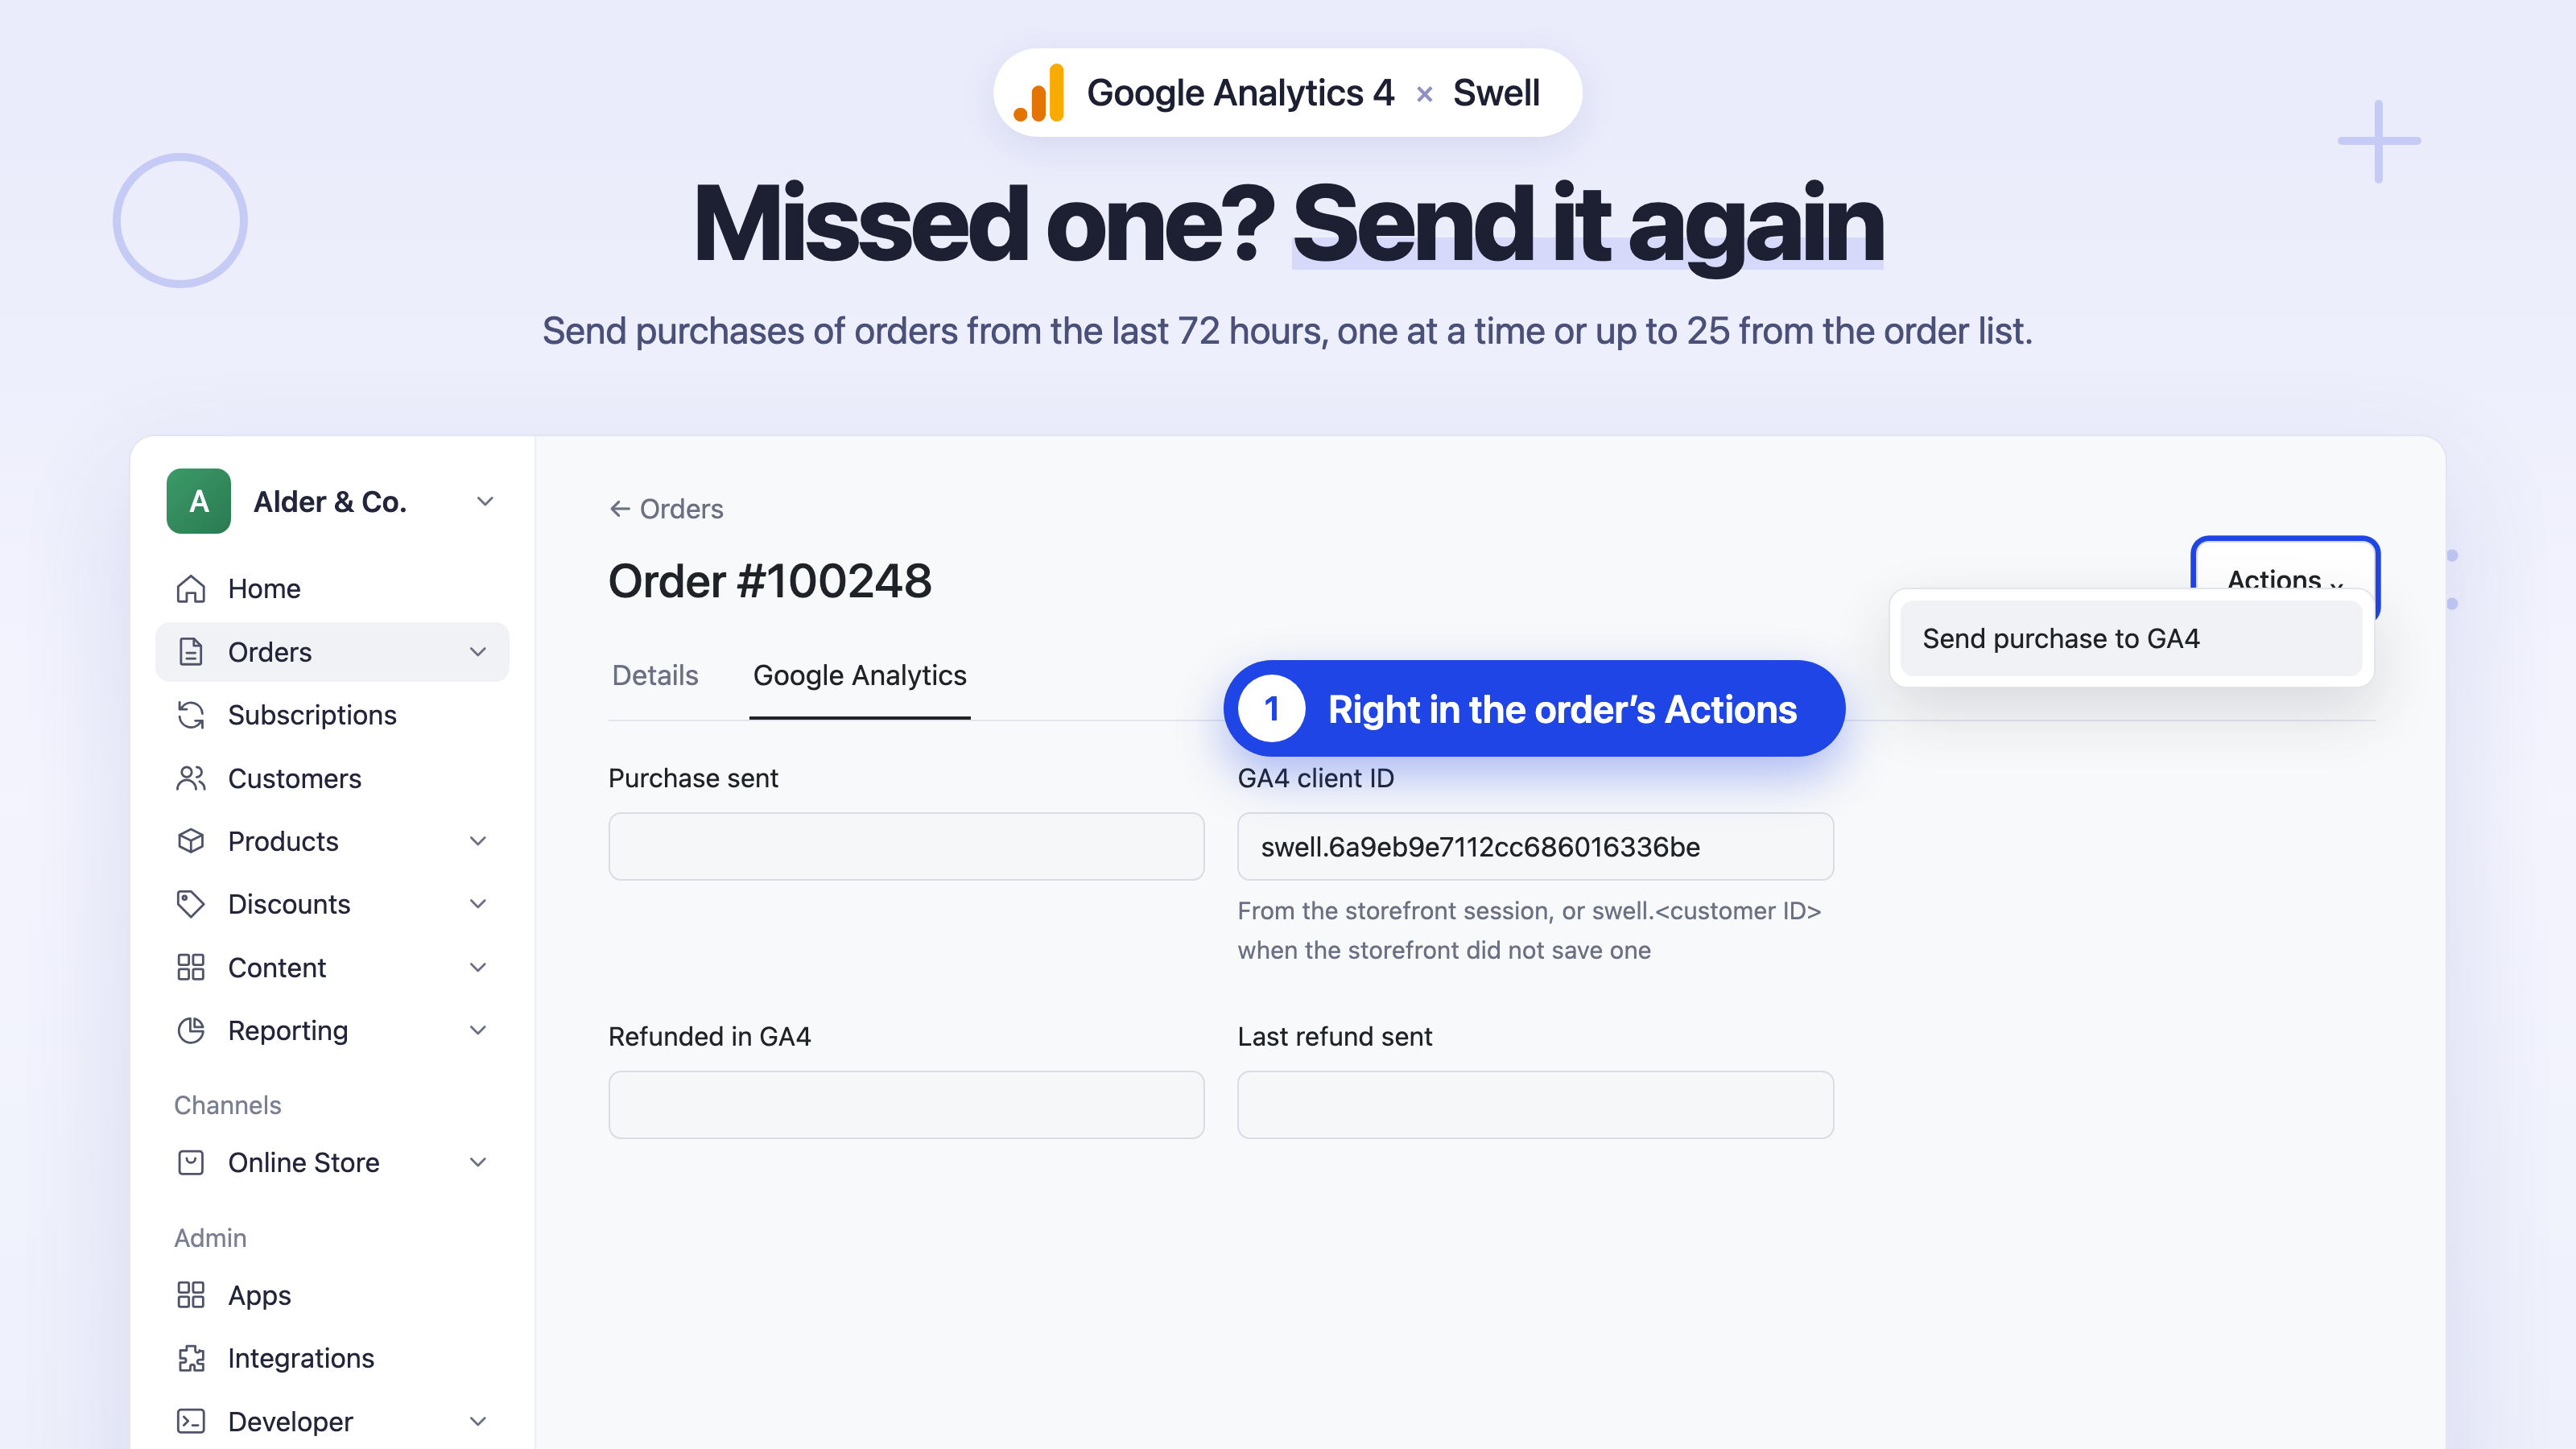 Google Analytics 4 × Swell
Missed one? Send it again
Send purchases of orders from the last 72 hours, one at a time or up to 25 from the order list.
A Alder & Co.
Home
Orders
Subscriptions
Customers
Products
Discounts
Content
Reporting
Channels
Online Store
Admin
Apps
Integrations
Developer
← Orders
Order #100248
Actions
Send purchase to GA4
Details Google Analytics
1 Right in the order’s Actions
Purchase sent
GA4 client ID
swell.6a9eb9e7112cc686016336be
From the storefront session, or swell.<customer ID>
when the storefront did not save one
Refunded in GA4
Last refund sent